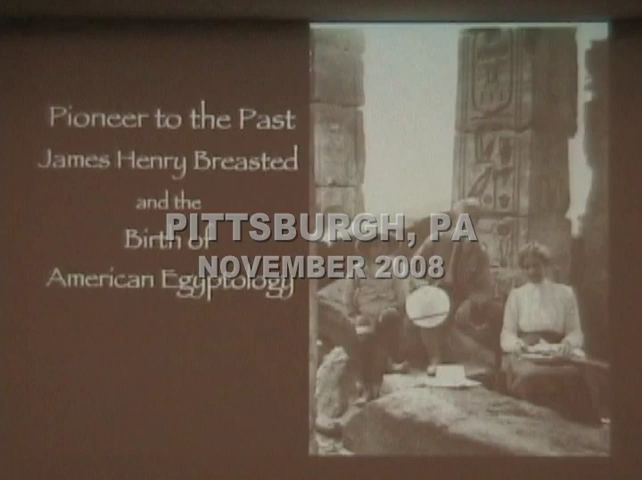 Pioneer to the Past
James Henry Breasted
and the
Birth of
American Egyptology
PITTSBURGH, PA
NOVEMBER 2008